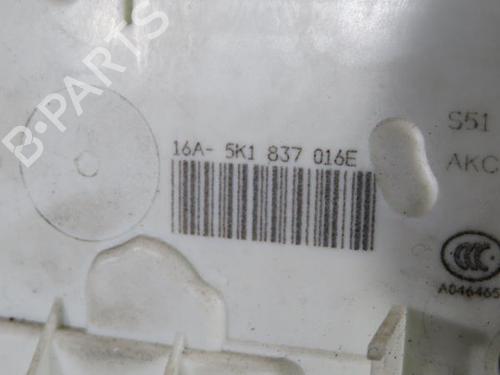 16A- 5K1 837 016E
S51
AKC
CCC
A046465
B-PARTS